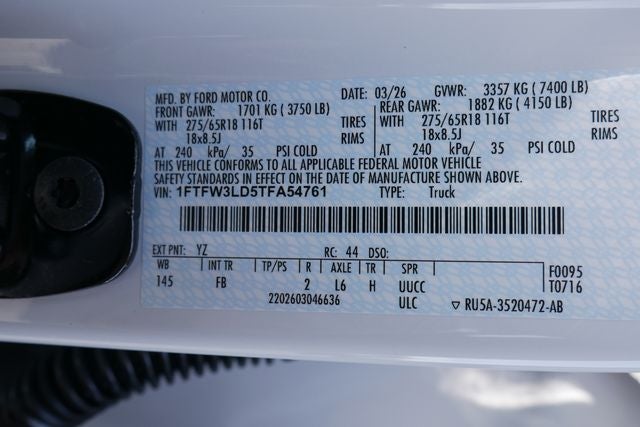 MFD. BY FORD MOTOR CO.
DATE: 03/26 GVWR: 3357 KG ( 7400 LB)
FRONT GAWR: 1701 KG ( 3750 LB) REAR GAWR: 1882 KG ( 4150 LB)
WITH 275/65R18 116T TIRES WITH 275/65R18 116T TIRES
18x8.5J RIMS 18x8.5J RIMS
AT 240 kPa/ 35 PSI COLD AT 240 kPa/ 35 PSI COLD
THIS VEHICLE CONFORMS TO ALL APPLICABLE FEDERAL MOTOR VEHICLE
SAFETY STANDARDS IN EFFECT ON THE DATE OF MANUFACTURE SHOWN ABOVE.
VIN: 1FTFW3LD5TFA54761 TYPE: Truck
EXT PNT: YZ RC: 44 DSO: F0095
WB INT TR TP/PS R AXLE TR SPR T0716
145 FB 2 L6 H UUCC
2202603046636 ULC ▽ RU5A-3520472-AB